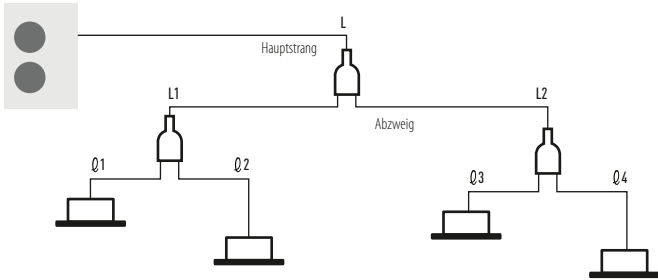 L
Hauptstrang
L1
L2
Abzweig
ℓ1
ℓ2
ℓ3
ℓ4